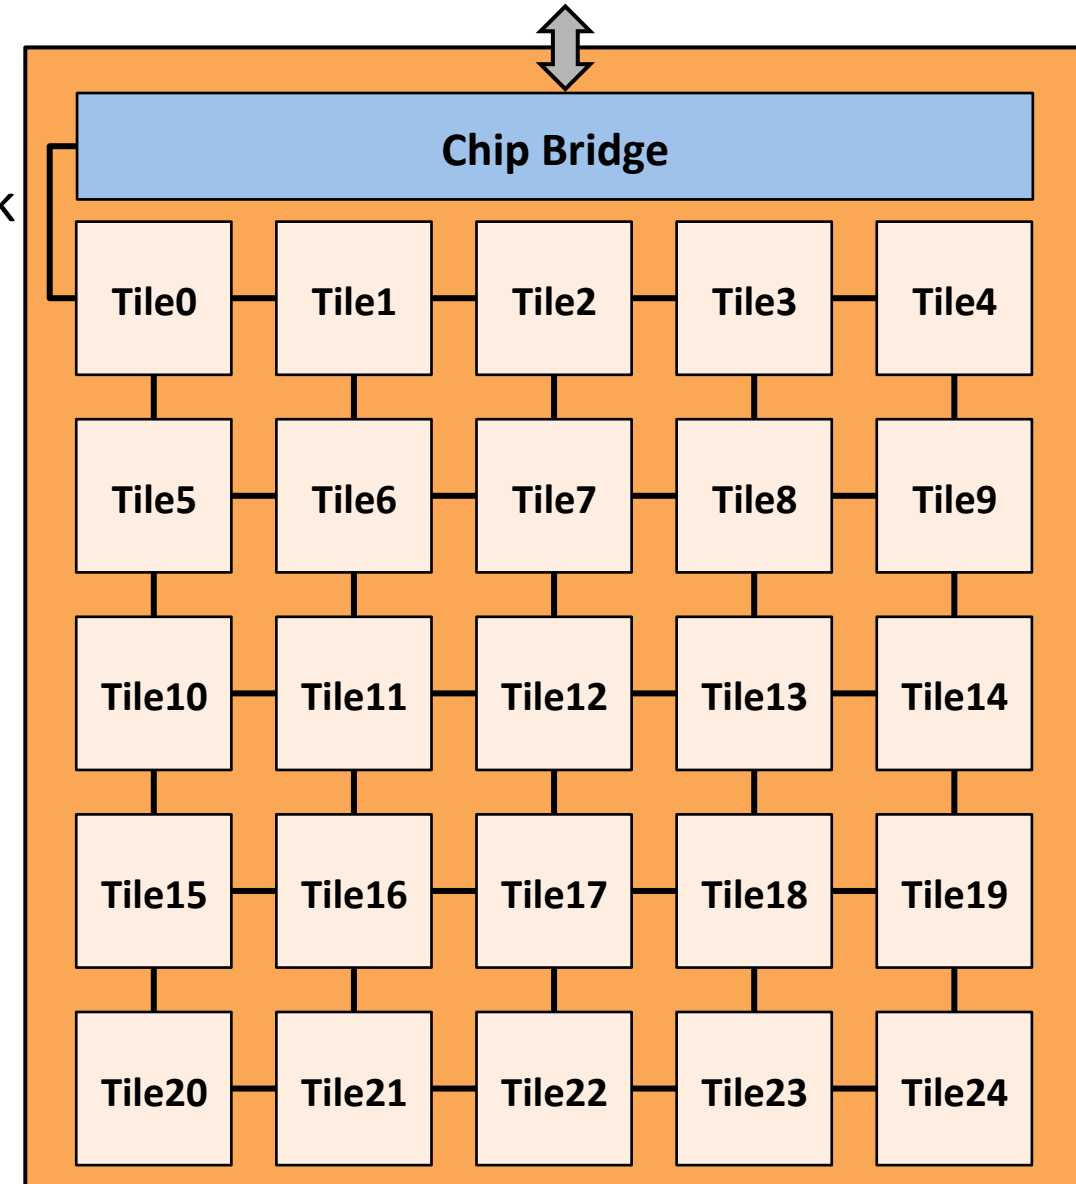 Chip Bridge
k
Tile0 Tile1 Tile2 Tile3 Tile4
Tile5 Tile6 Tile7 Tile8 Tile9
Tile10 Tile11 Tile12 Tile13 Tile14
Tile15 Tile16 Tile17 Tile18 Tile19
Tile20 Tile21 Tile22 Tile23 Tile24